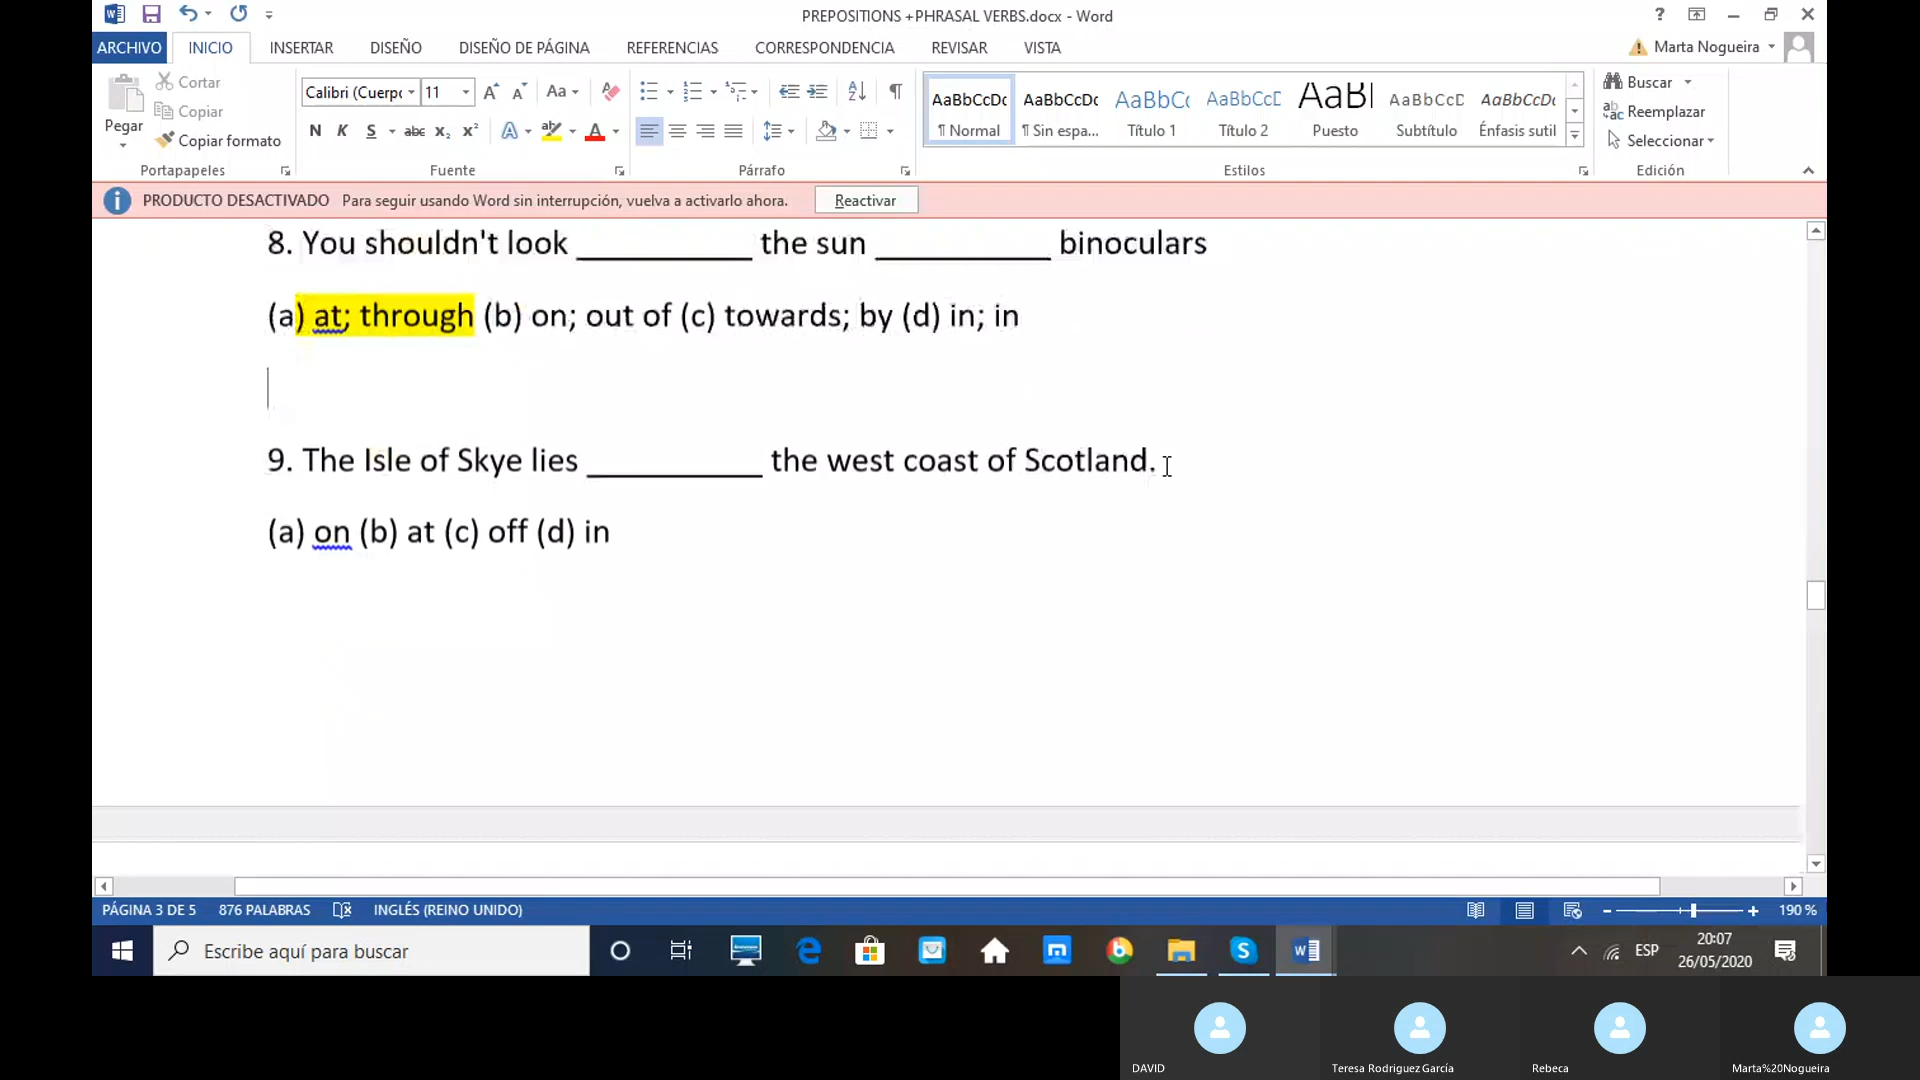 PREPOSITIONS +PHRASAL VERBS.docx - Word
?
ARCHIVO INICIO INSERTAR DISEÑO DISEÑO DE PÁGINA REFERENCIAS CORRESPONDENCIA REVISAR VISTA Marta Nogueira
Pegar
Cortar
Copiar
Copiar formato
Portapapeles
Calibri (Cuerpo 11 Aa
N K S abc x₂ x² A ab A
Fuente
Párrafo
AaBbCcDc AaBbCcDc AaBbCc AaBbCcD AaB AaBbCcD AaBbCcDc
¶ Normal ¶ Sin espa... Título 1 Título 2 Puesto Subtítulo Énfasis sutil
Estilos
Buscar
Reemplazar
Seleccionar
Edición
PRODUCTO DESACTIVADO Para seguir usando Word sin interrupción, vuelva a activarlo ahora. Reactivar
8. You shouldn't look __________ the sun __________ binoculars
(a) at; through (b) on; out of (c) towards; by (d) in; in
9. The Isle of Skye lies __________ the west coast of Scotland.
(a) on (b) at (c) off (d) in
PÁGINA 3 DE 5 876 PALABRAS INGLÉS (REINO UNIDO) 190 %
Escribe aquí para buscar
ESP
20:07
26/05/2020
DAVID Teresa Rodriguez García Rebeca Marta%20Nogueira